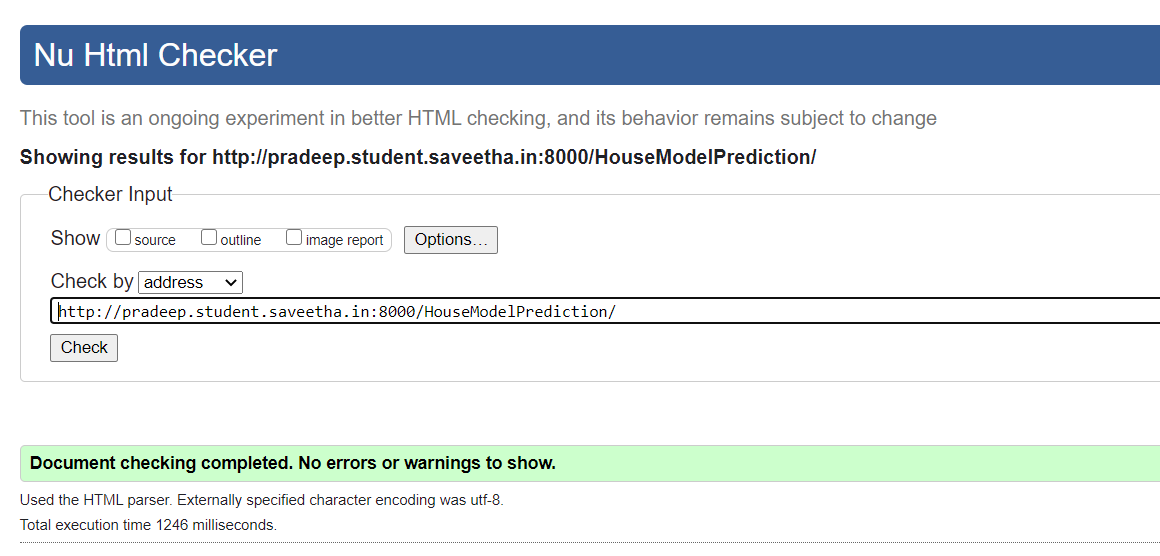 Nu Html Checker
This tool is an ongoing experiment in better HTML checking, and its behavior remains subject to change
Showing results for http://pradeep.student.saveetha.in:8000/HouseModelPrediction/
Checker Input
Show source outline image report Options…
Check by address
http://pradeep.student.saveetha.in:8000/HouseModelPrediction/
Check
Document checking completed. No errors or warnings to show.
Used the HTML parser. Externally specified character encoding was utf-8.
Total execution time 1246 milliseconds.